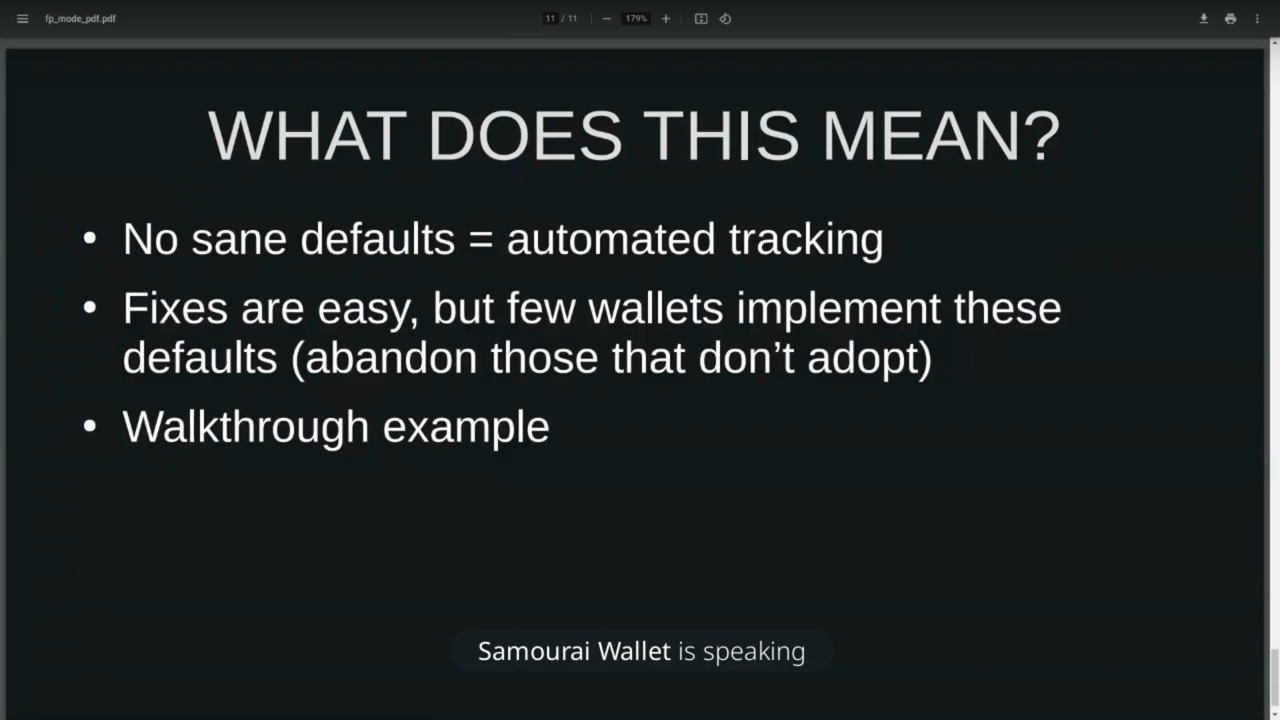 fp_mode_pdf.pdf
11 / 11
179%
WHAT DOES THIS MEAN?
• No sane defaults = automated tracking
• Fixes are easy, but few wallets implement these
defaults (abandon those that don’t adopt)
• Walkthrough example
Samourai Wallet is speaking